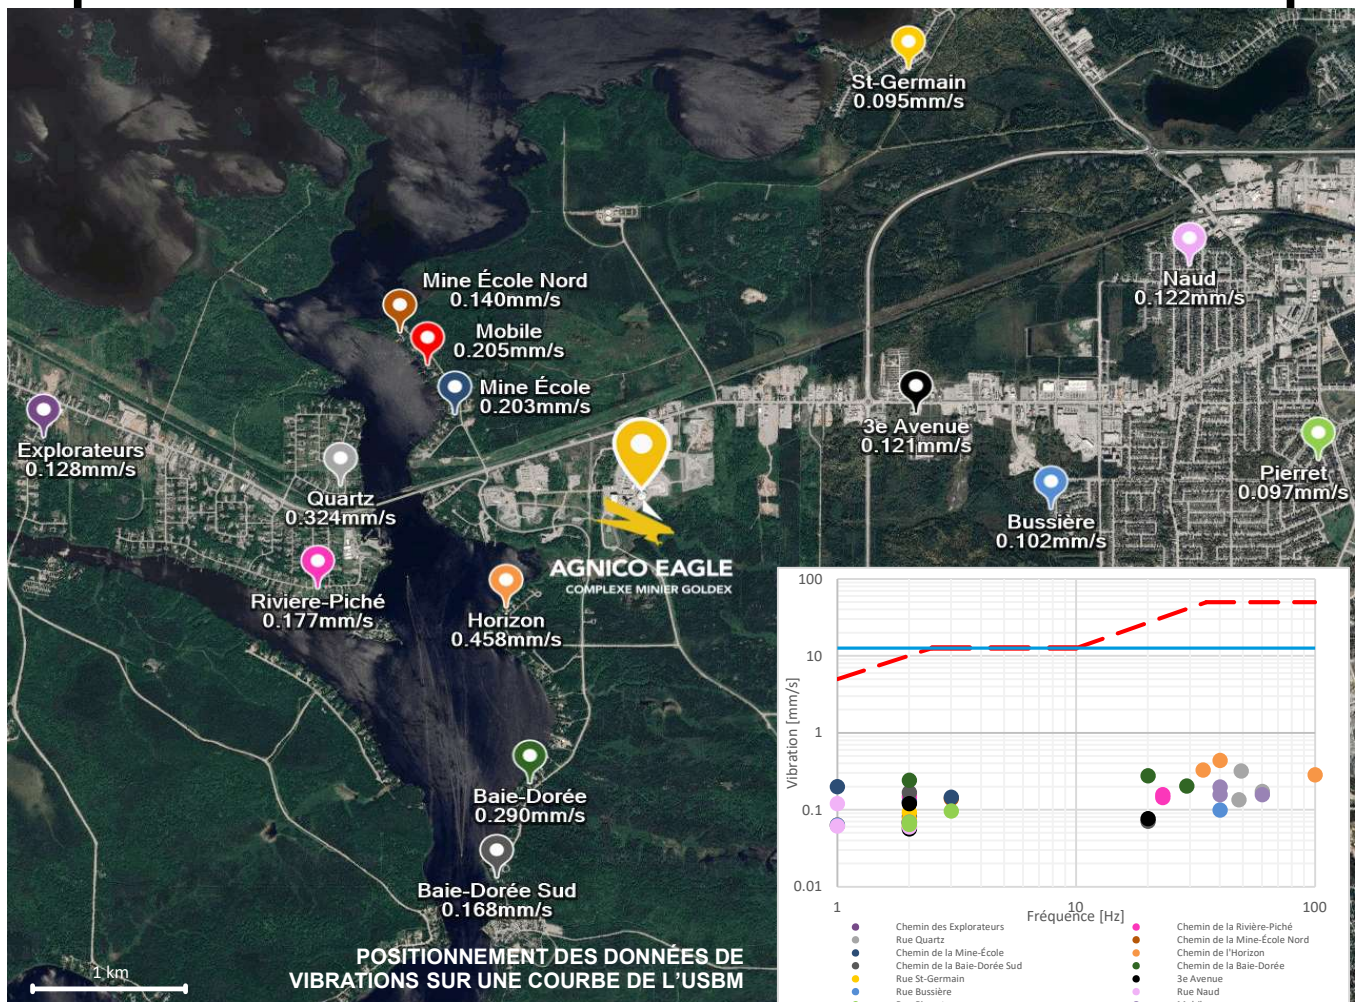 St-Germain
0.095mm/s
Naud
0.122mm/s
Mine École Nord
0.140mm/s
Mobile
0.205mm/s
Mine École
0.203mm/s
Explorateurs
0.128mm/s
3e Avenue
0.121mm/s
Pierret
0.097mm/s
Quartz
0.324mm/s
Bussière
0.102mm/s
AGNICO EAGLE
COMPLEXE MINIER GOLDEX
Rivière-Piché
0.177mm/s
Horizon
0.458mm/s
Baie-Dorée
0.290mm/s
Baie-Dorée Sud
0.168mm/s
POSITIONNEMENT DES DONNÉES DE
VIBRATIONS SUR UNE COURBE DE L'USBM
1 km
Vibration [mm/s]
100
10
1
0.1
0.01
1
10
100
Fréquence [Hz]
Chemin des Explorateurs
Chemin de la Rivière-Piché
Rue Quartz
Chemin de la Mine-École Nord
Chemin de la Mine-École
Chemin de l'Horizon
Chemin de la Baie-Dorée Sud
Chemin de la Baie-Dorée
Rue St-Germain
3e Avenue
Rue Bussière
Rue Naud